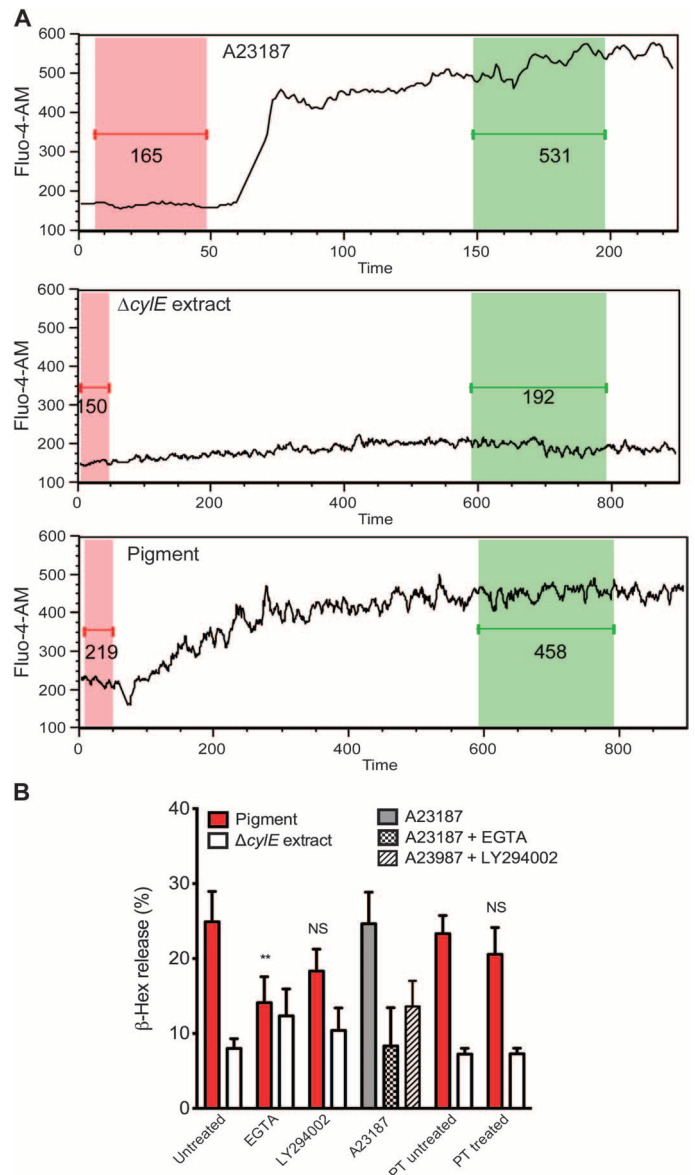 A
600
500
400
300
200
100
Fluo-4-AM
A23187
165
531
0 50 100 150 200
Time
600
500
400
300
200
100
Fluo-4-AM
ΔcylE extract
150
192
0 200 400 600 800
Time
600
500
400
300
200
100
Fluo-4-AM
Pigment
219
458
0 200 400 600 800
Time
B
40
30
20
10
0
β-Hex release (%)
Pigment
ΔcylE extract
A23187
A23187 + EGTA
A23987 + LY294002
**
NS
NS
Untreated
EGTA
LY294002
A23187
PT untreated
PT treated